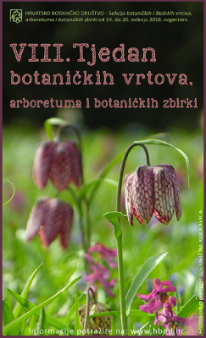 HRVATSKO BOTANIČKO DRUŠTVO - Sekcija botaničkih i školskih vrtova,
arboretuma i botaničkih zbirki od 14. do 20. svibnja 2018. organizira
VIII. Tjedan
botaničkih vrtova,
arboretuma i botaničkih zbirki
Informacije potražite na: www.hbod.hr